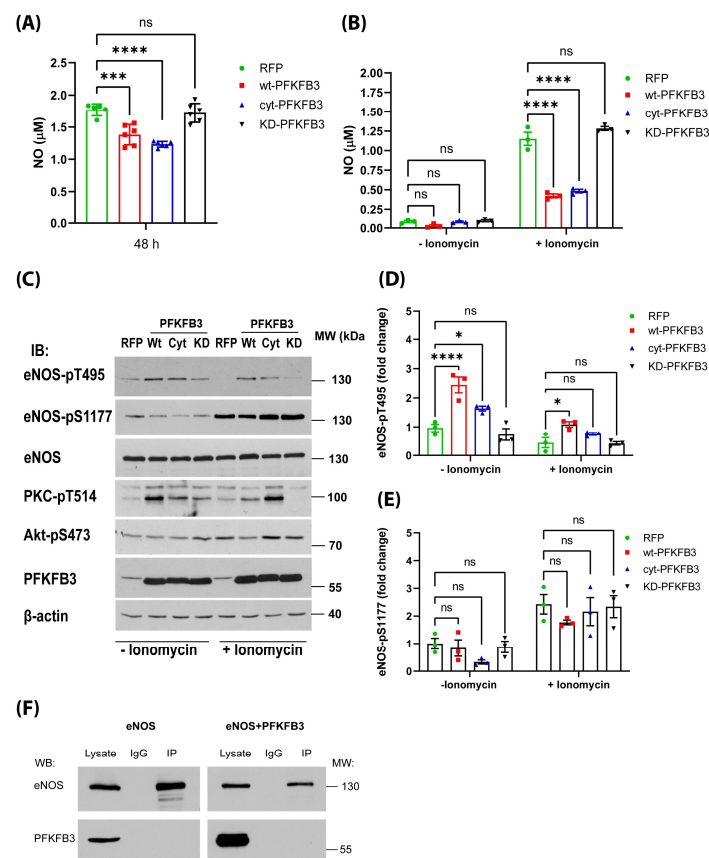 (A)
ns
****
***
NO (μM)
2.5
2.0
1.5
1.0
0.5
0.0
48 h
RFP
wt-PFKFB3
cyt-PFKFB3
KD-PFKFB3
(B)
ns
****
****
ns
ns
ns
NO (μM)
2.00
1.75
1.50
1.25
1.00
0.75
0.50
0.25
0.00
- Ionomycin
+ Ionomycin
RFP
wt-PFKFB3
cyt-PFKFB3
KD-PFKFB3
(C)
PFKFB3
PFKFB3
IB:
RFP Wt Cyt KD RFP Wt Cyt KD
MW (kDa
eNOS-pT495
130
eNOS-pS1177
130
eNOS
130
PKC-pT514
100
Akt-pS473
70
PFKFB3
55
β-actin
40
- Ionomycin
+ Ionomycin
(D)
ns
*
****
ns
ns
*
eNOS-pT495 (fold change)
5
4
3
2
1
0
- Ionomycin
+ Ionomycin
RFP
wt-PFKFB3
cyt-PFKFB3
KD-PFKFB3
(E)
ns
ns
ns
ns
ns
ns
eNOS-pS1177 (fold change)
5
4
3
2
1
0
-Ionomycin
+ Ionomycin
RFP
wt-PFKFB3
cyt-PFKFB3
KD-PFKFB3
(F)
eNOS
eNOS+PFKFB3
WB:
Lysate IgG IP
Lysate IgG IP
MW:
eNOS
130
PFKFB3
55